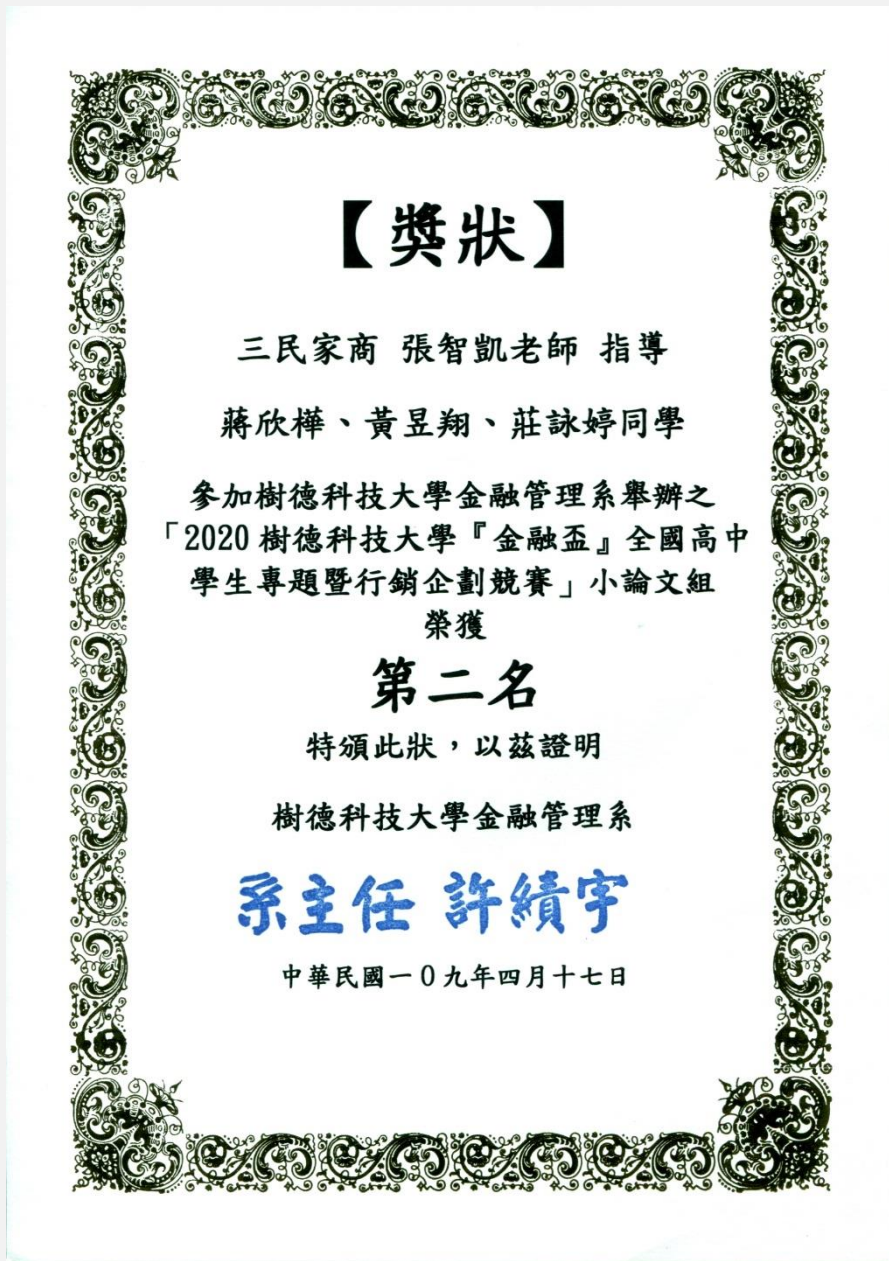 【獎狀】
三民家商 張智凱老師 指導
蔣欣樺、黃昱翔、莊詠婷同學
參加樹德科技大學金融管理系舉辦之
「2020 樹德科技大學『金融盃』全國高中
學生專題暨行銷企劃競賽」小論文組
榮獲
第二名
特頒此狀，以茲證明
樹德科技大學金融管理系
系主任 許績宇
中華民國一０九年四月十七日